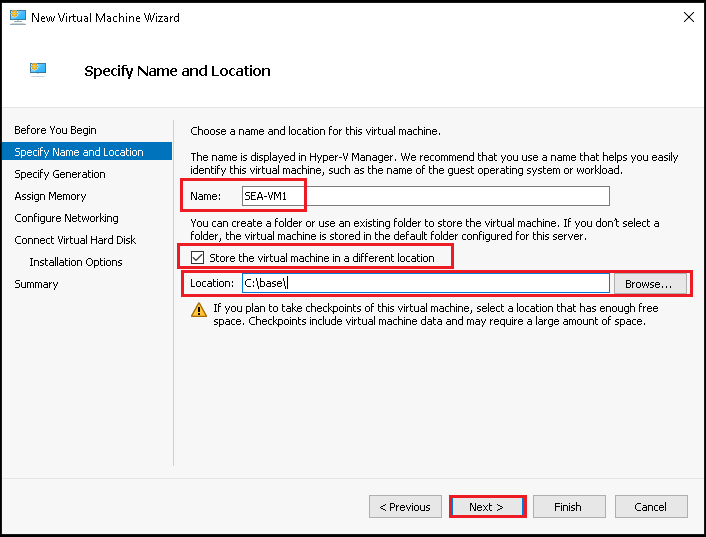 New Virtual Machine Wizard
Specify Name and Location
Before You Begin
Specify Name and Location
Specify Generation
Assign Memory
Configure Networking
Connect Virtual Hard Disk
Installation Options
Summary
Choose a name and location for this virtual machine.
The name is displayed in Hyper-V Manager. We recommend that you use a name that helps you easily
identify this virtual machine, such as the name of the guest operating system or workload.
Name: SEA-VM1
You can create a folder or use an existing folder to store the virtual machine. If you don't select a
folder, the virtual machine is stored in the default folder configured for this server.
Store the virtual machine in a different location
Location: C:\base\ Browse...
If you plan to take checkpoints of this virtual machine, select a location that has enough free
space. Checkpoints include virtual machine data and may require a large amount of space.
< Previous Next > Finish Cancel